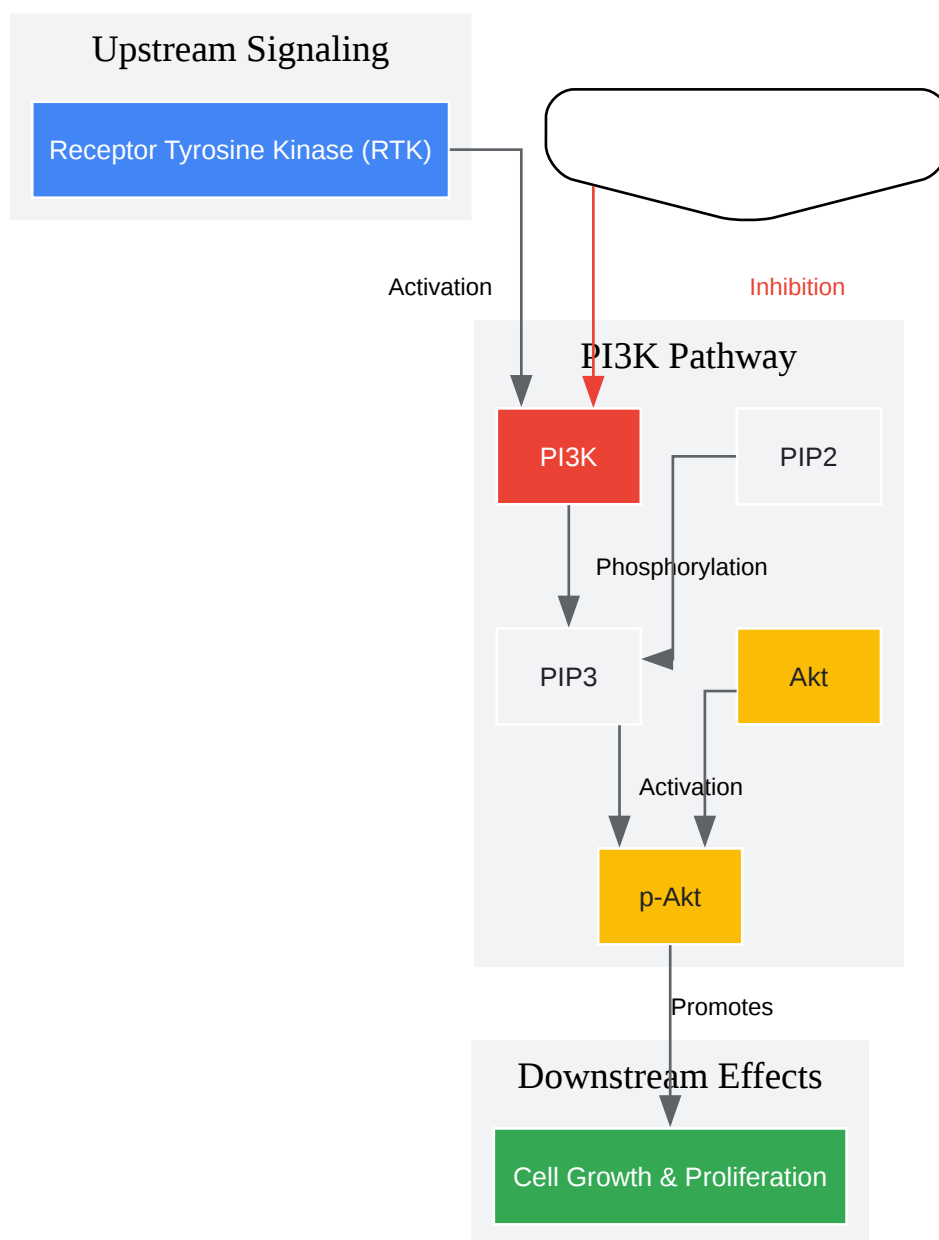 Upstream Signaling
Receptor Tyrosine Kinase (RTK)
Activation
Inhibition
PI3K Pathway
PI3K
PIP2
Phosphorylation
PIP3
Akt
Activation
p-Akt
Promotes
Downstream Effects
Cell Growth & Proliferation